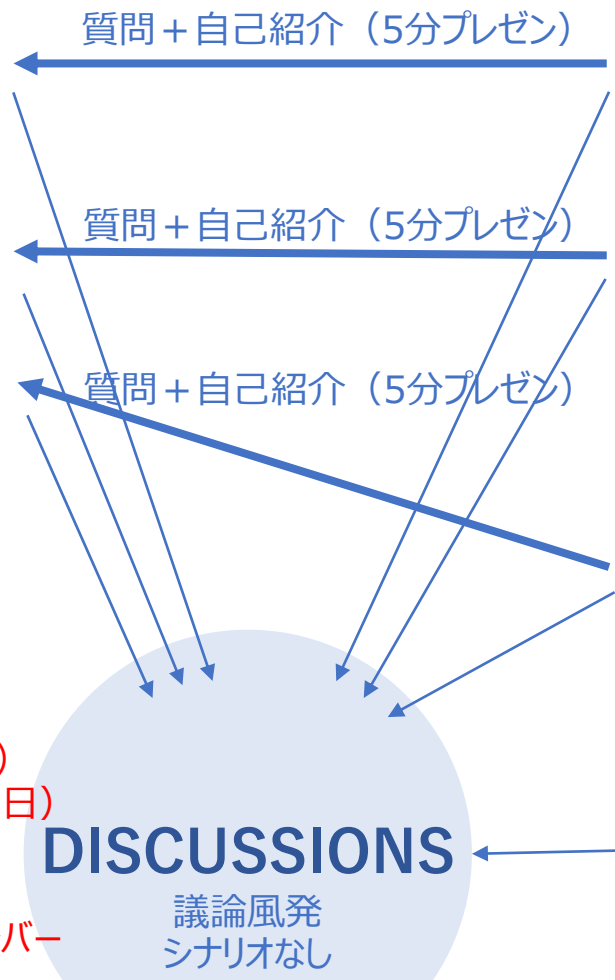 質問+自己紹介(5分プレゼン)
質問+自己紹介(5分プレゼン)
質問+自己紹介(5分プレゼン)
)
日)
DISCUSSIONS
議論風発
バー
シナリオなし